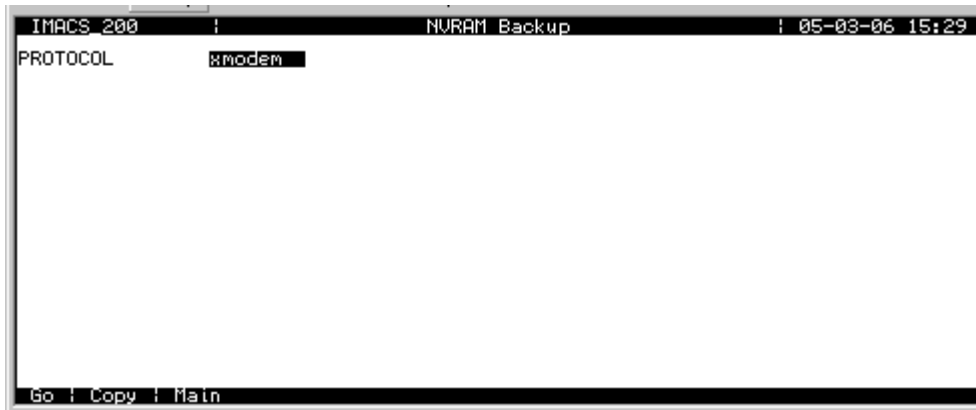 IMACS_200 ¦ NVRAM Backup ¦ 05-03-06 15:29
PROTOCOL xmodem
Go ¦ Copy ¦ Main